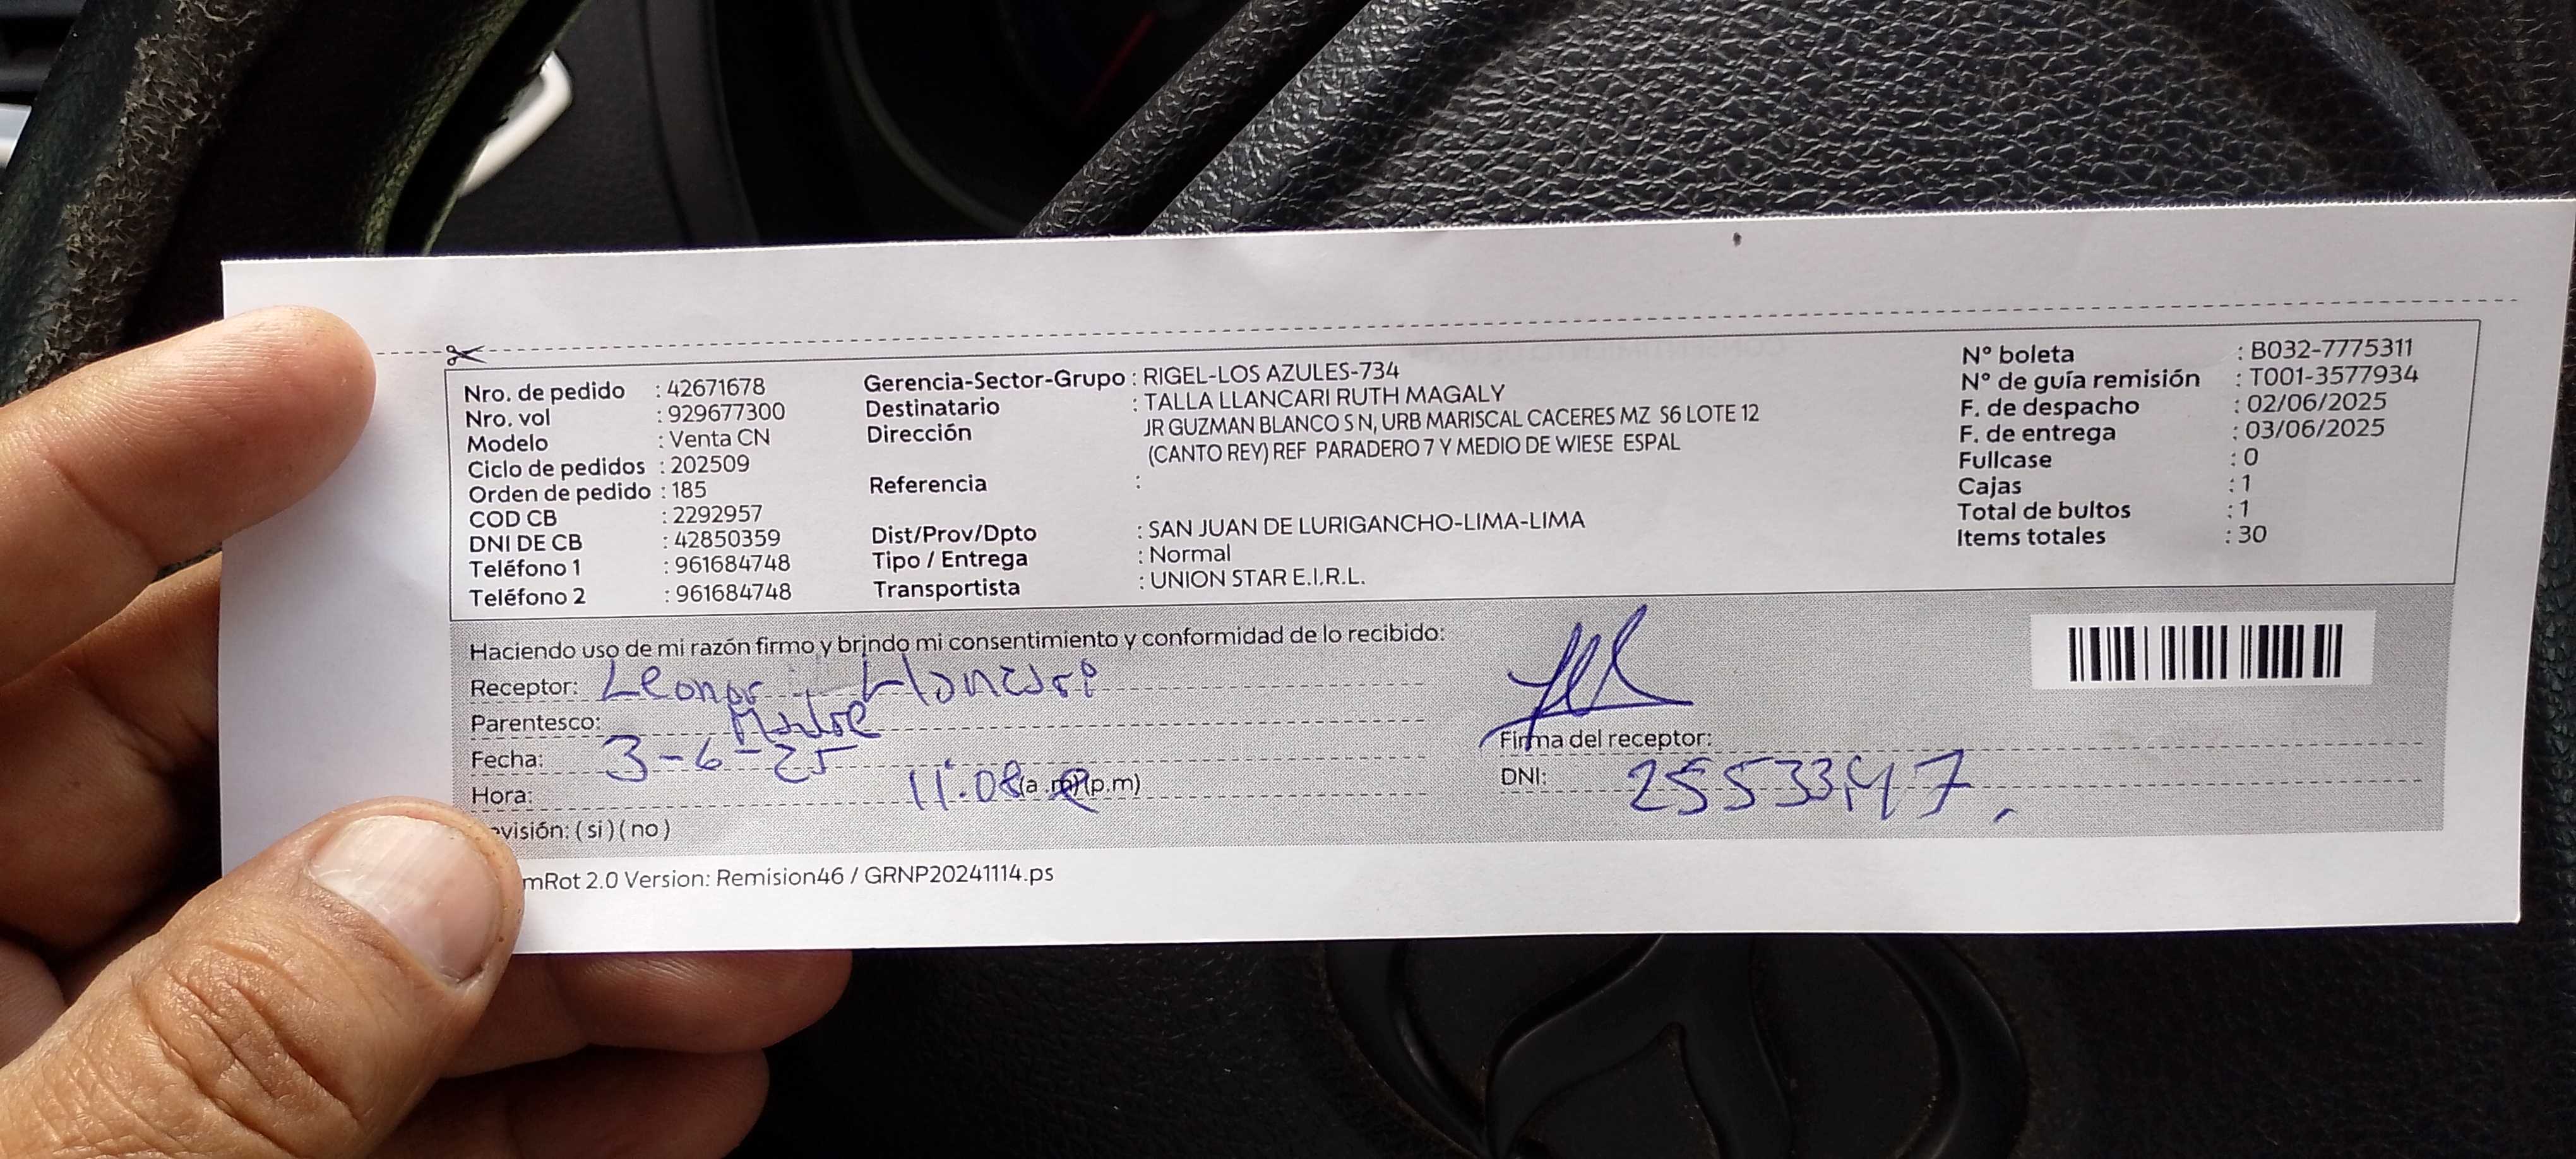 Nro. de pedido : 42671678
Nro. vol : 929677300
Modelo : Venta CN
Ciclo de pedidos : 202509
Orden de pedido : 185
COD CB : 2292957
DNI DE CB : 42850359
Teléfono 1 : 961684748
Teléfono 2 : 961684748
Gerencia-Sector-Grupo : RIGEL-LOS AZULES-734
Destinatario : TALLA LLANCARI RUTH MAGALY
Dirección JR GUZMAN BLANCO S N, URB MARISCAL CACERES MZ S6 LOTE 12
(CANTO REY) REF PARADERO 7 Y MEDIO DE WIESE ESPAL
Referencia :
Dist/Prov/Dpto : SAN JUAN DE LURIGANCHO-LIMA-LIMA
Tipo / Entrega : Normal
Transportista : UNION STAR E.I.R.L.
N° boleta : B032-7775311
N° de guía remisión : T001-3577934
F. de despacho : 02/06/2025
F. de entrega : 03/06/2025
Fullcase : 0
Cajas : 1
Total de bultos : 1
Items totales : 30
Haciendo uso de mi razón firmo y brindo mi consentimiento y conformidad de lo recibido:
Receptor: Leonor Llancari
Parentesco: Madre
Fecha: 3-6-25
Hora: 11:08 (a.m) (p.m)
evisión: ( si ) ( no )
Firma del receptor:
DNI: 25533447
mRot 2.0 Version: Remision46 / GRNP20241114.ps